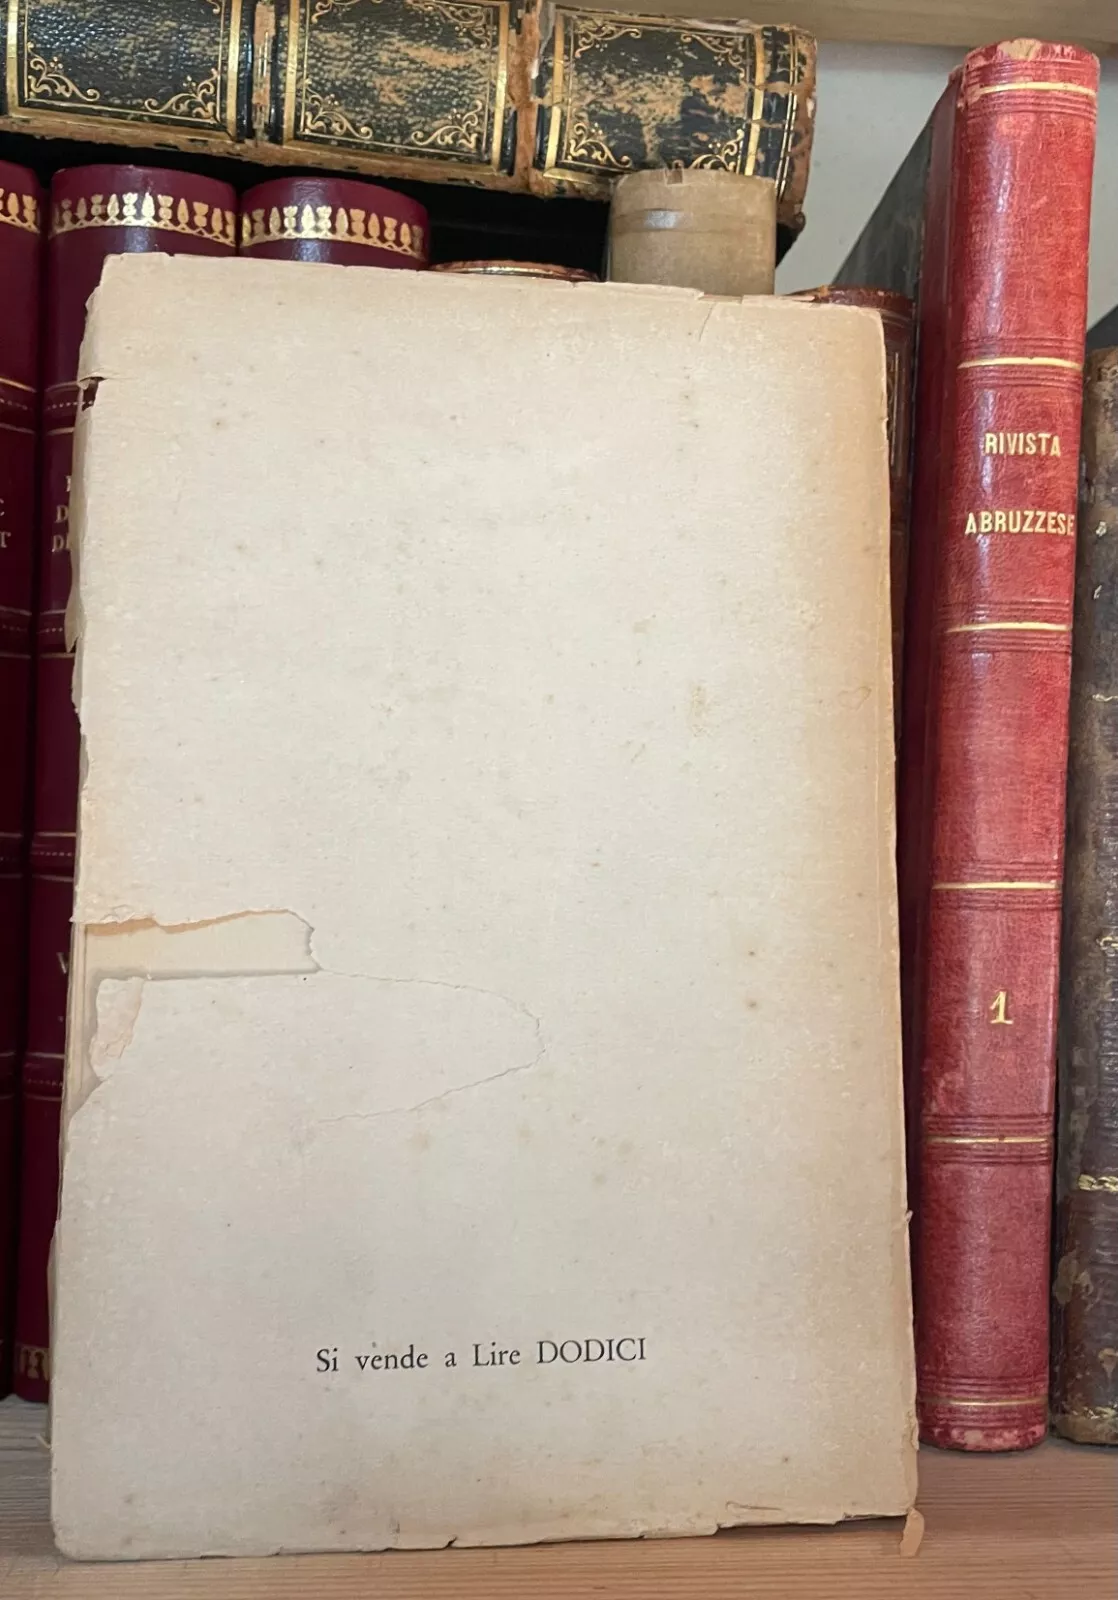 RIVISTA
ABRUZZESE
1
Si vende a Lire DODICI